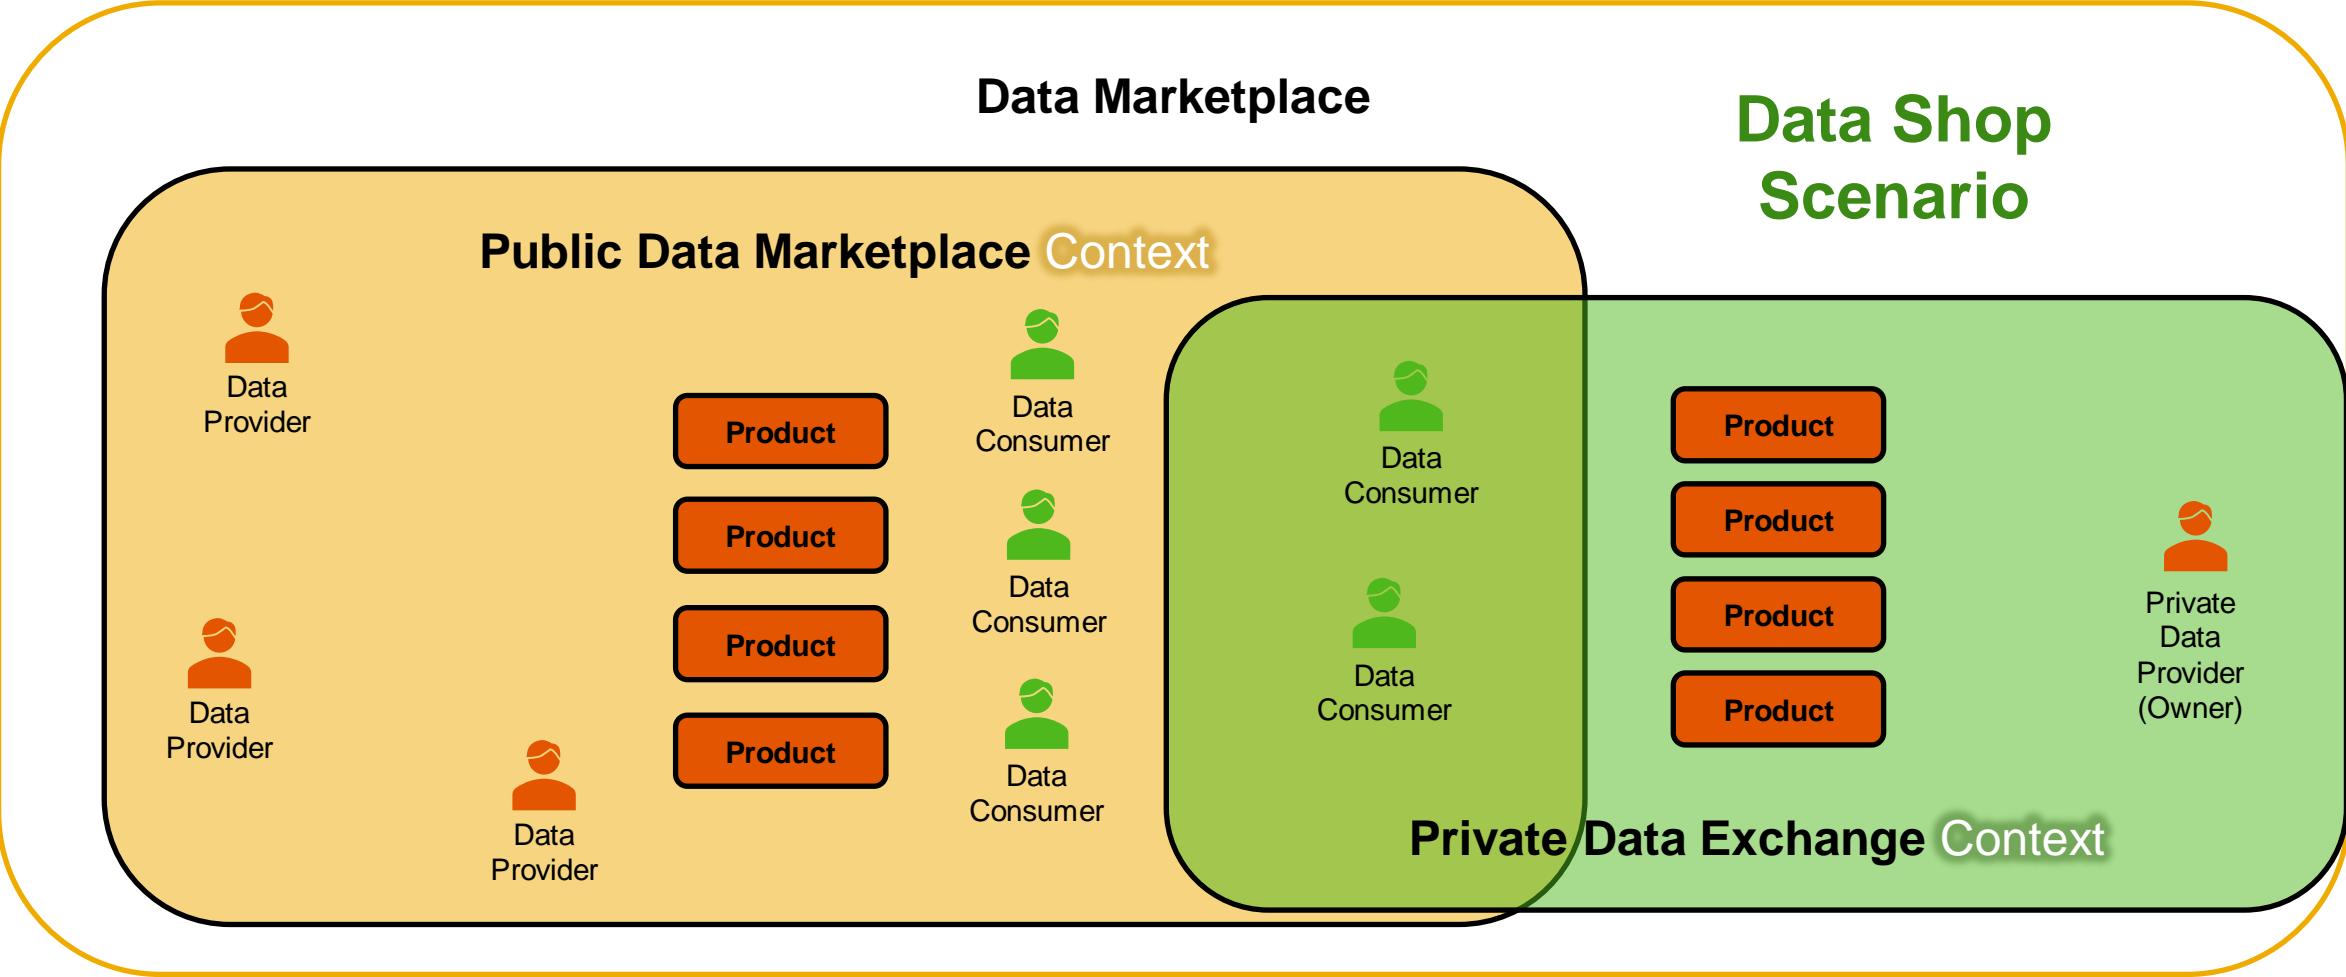 Data Marketplace
Data Shop
Scenario
Public Data Marketplace Context
Data
Provider
Data
Provider
Data
Provider
Product
Product
Product
Product
Data
Consumer
Data
Consumer
Data
Consumer
Data
Consumer
Data
Consumer
Product
Product
Product
Product
Private
Data
Provider
(Owner)
Private Data Exchange Context